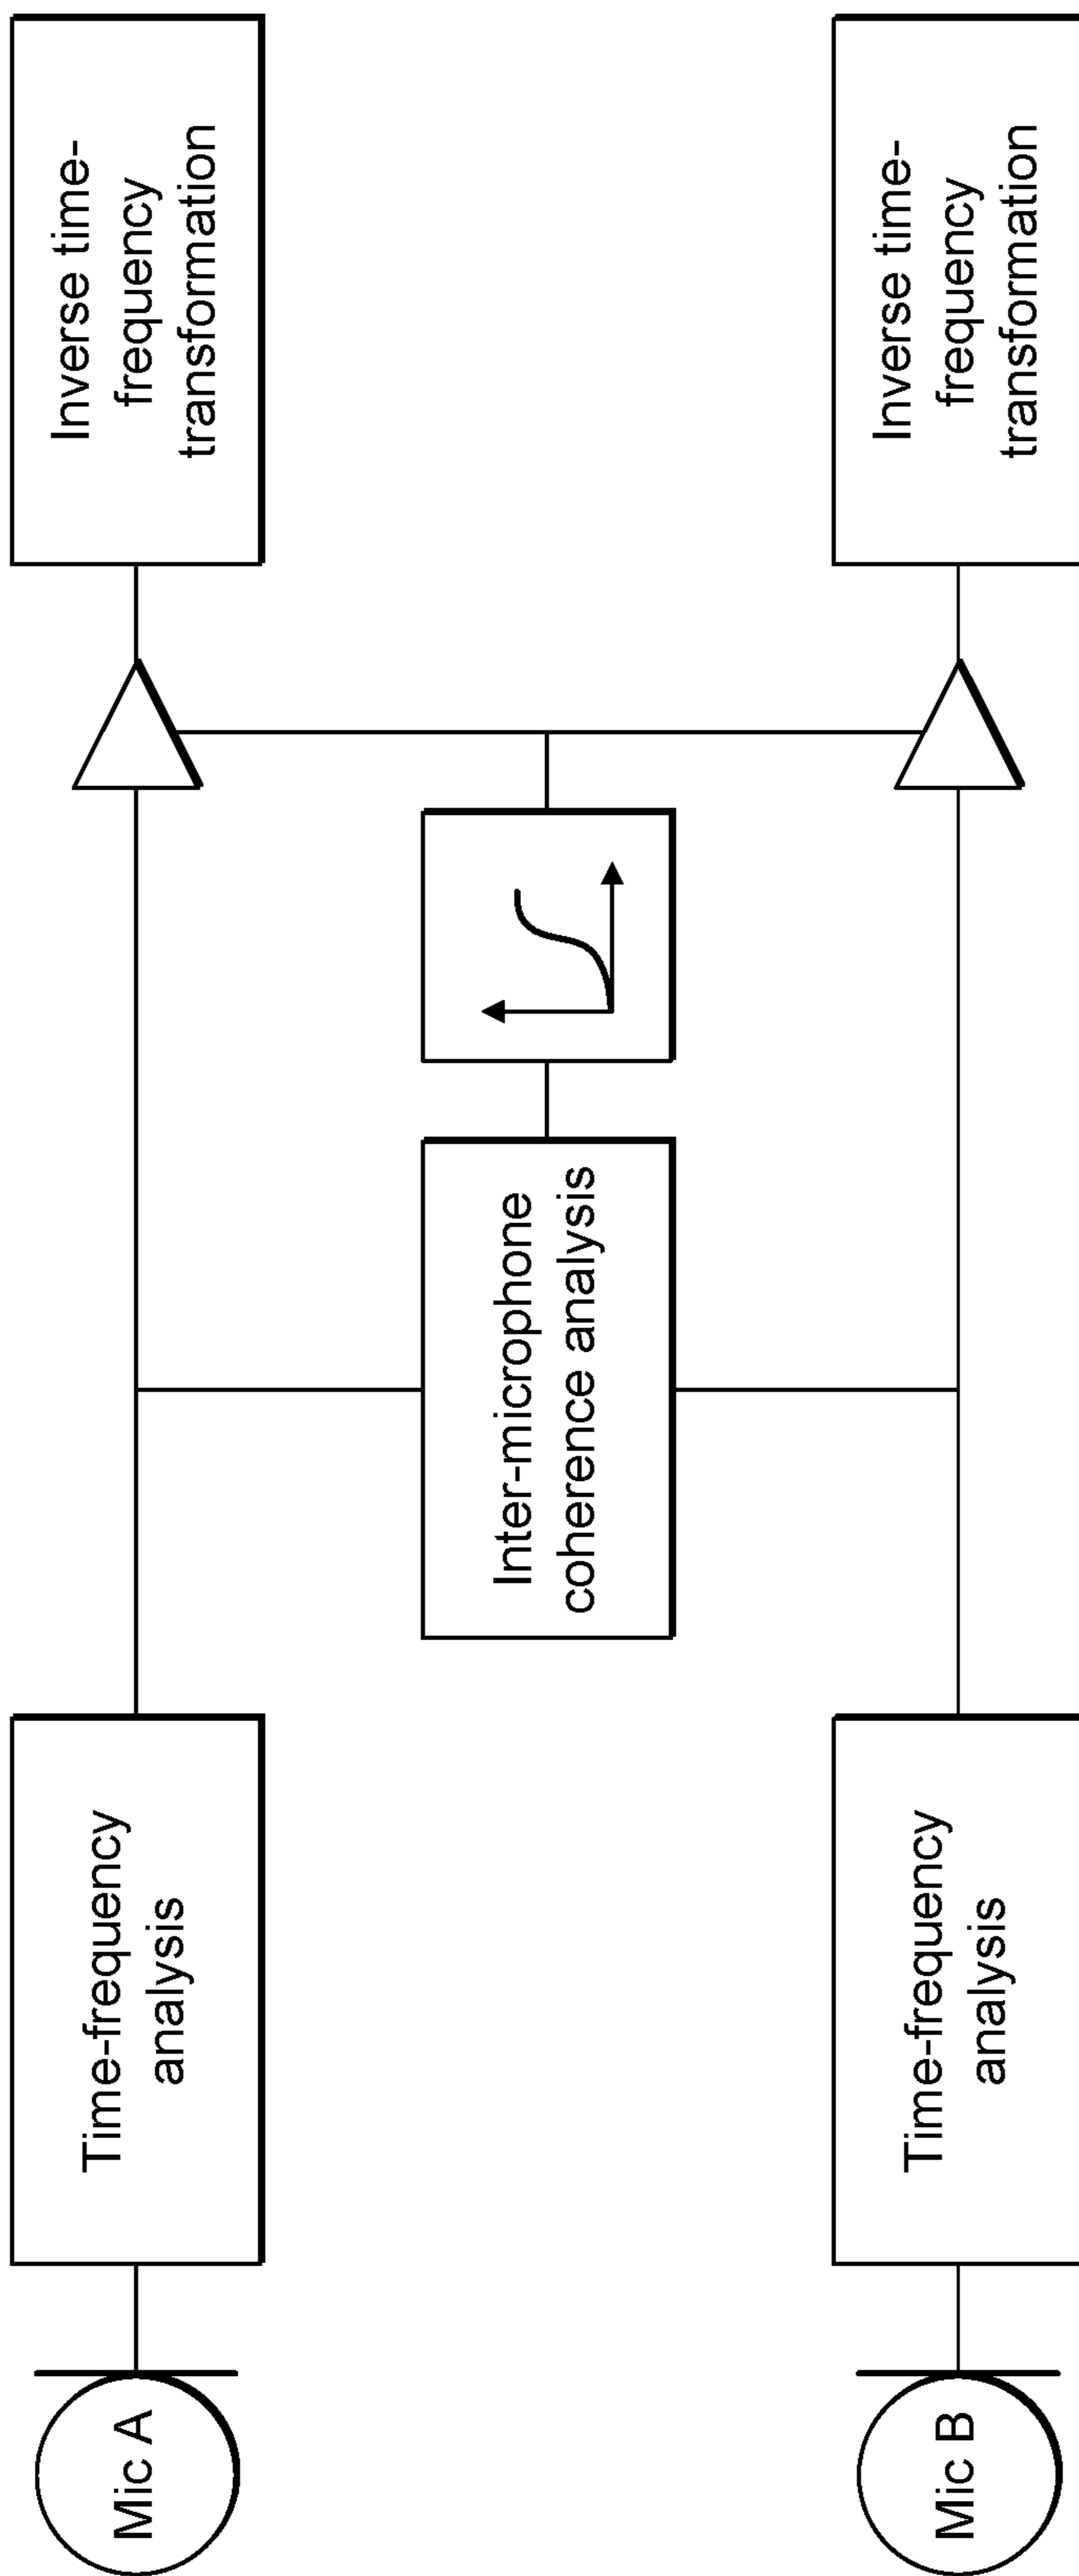 Mic A
Time-frequency
analysis
Inverse time-
frequency
transformation
Inter-microphone
coherence analysis
Mic B
Time-frequency
analysis
Inverse time-
frequency
transformation